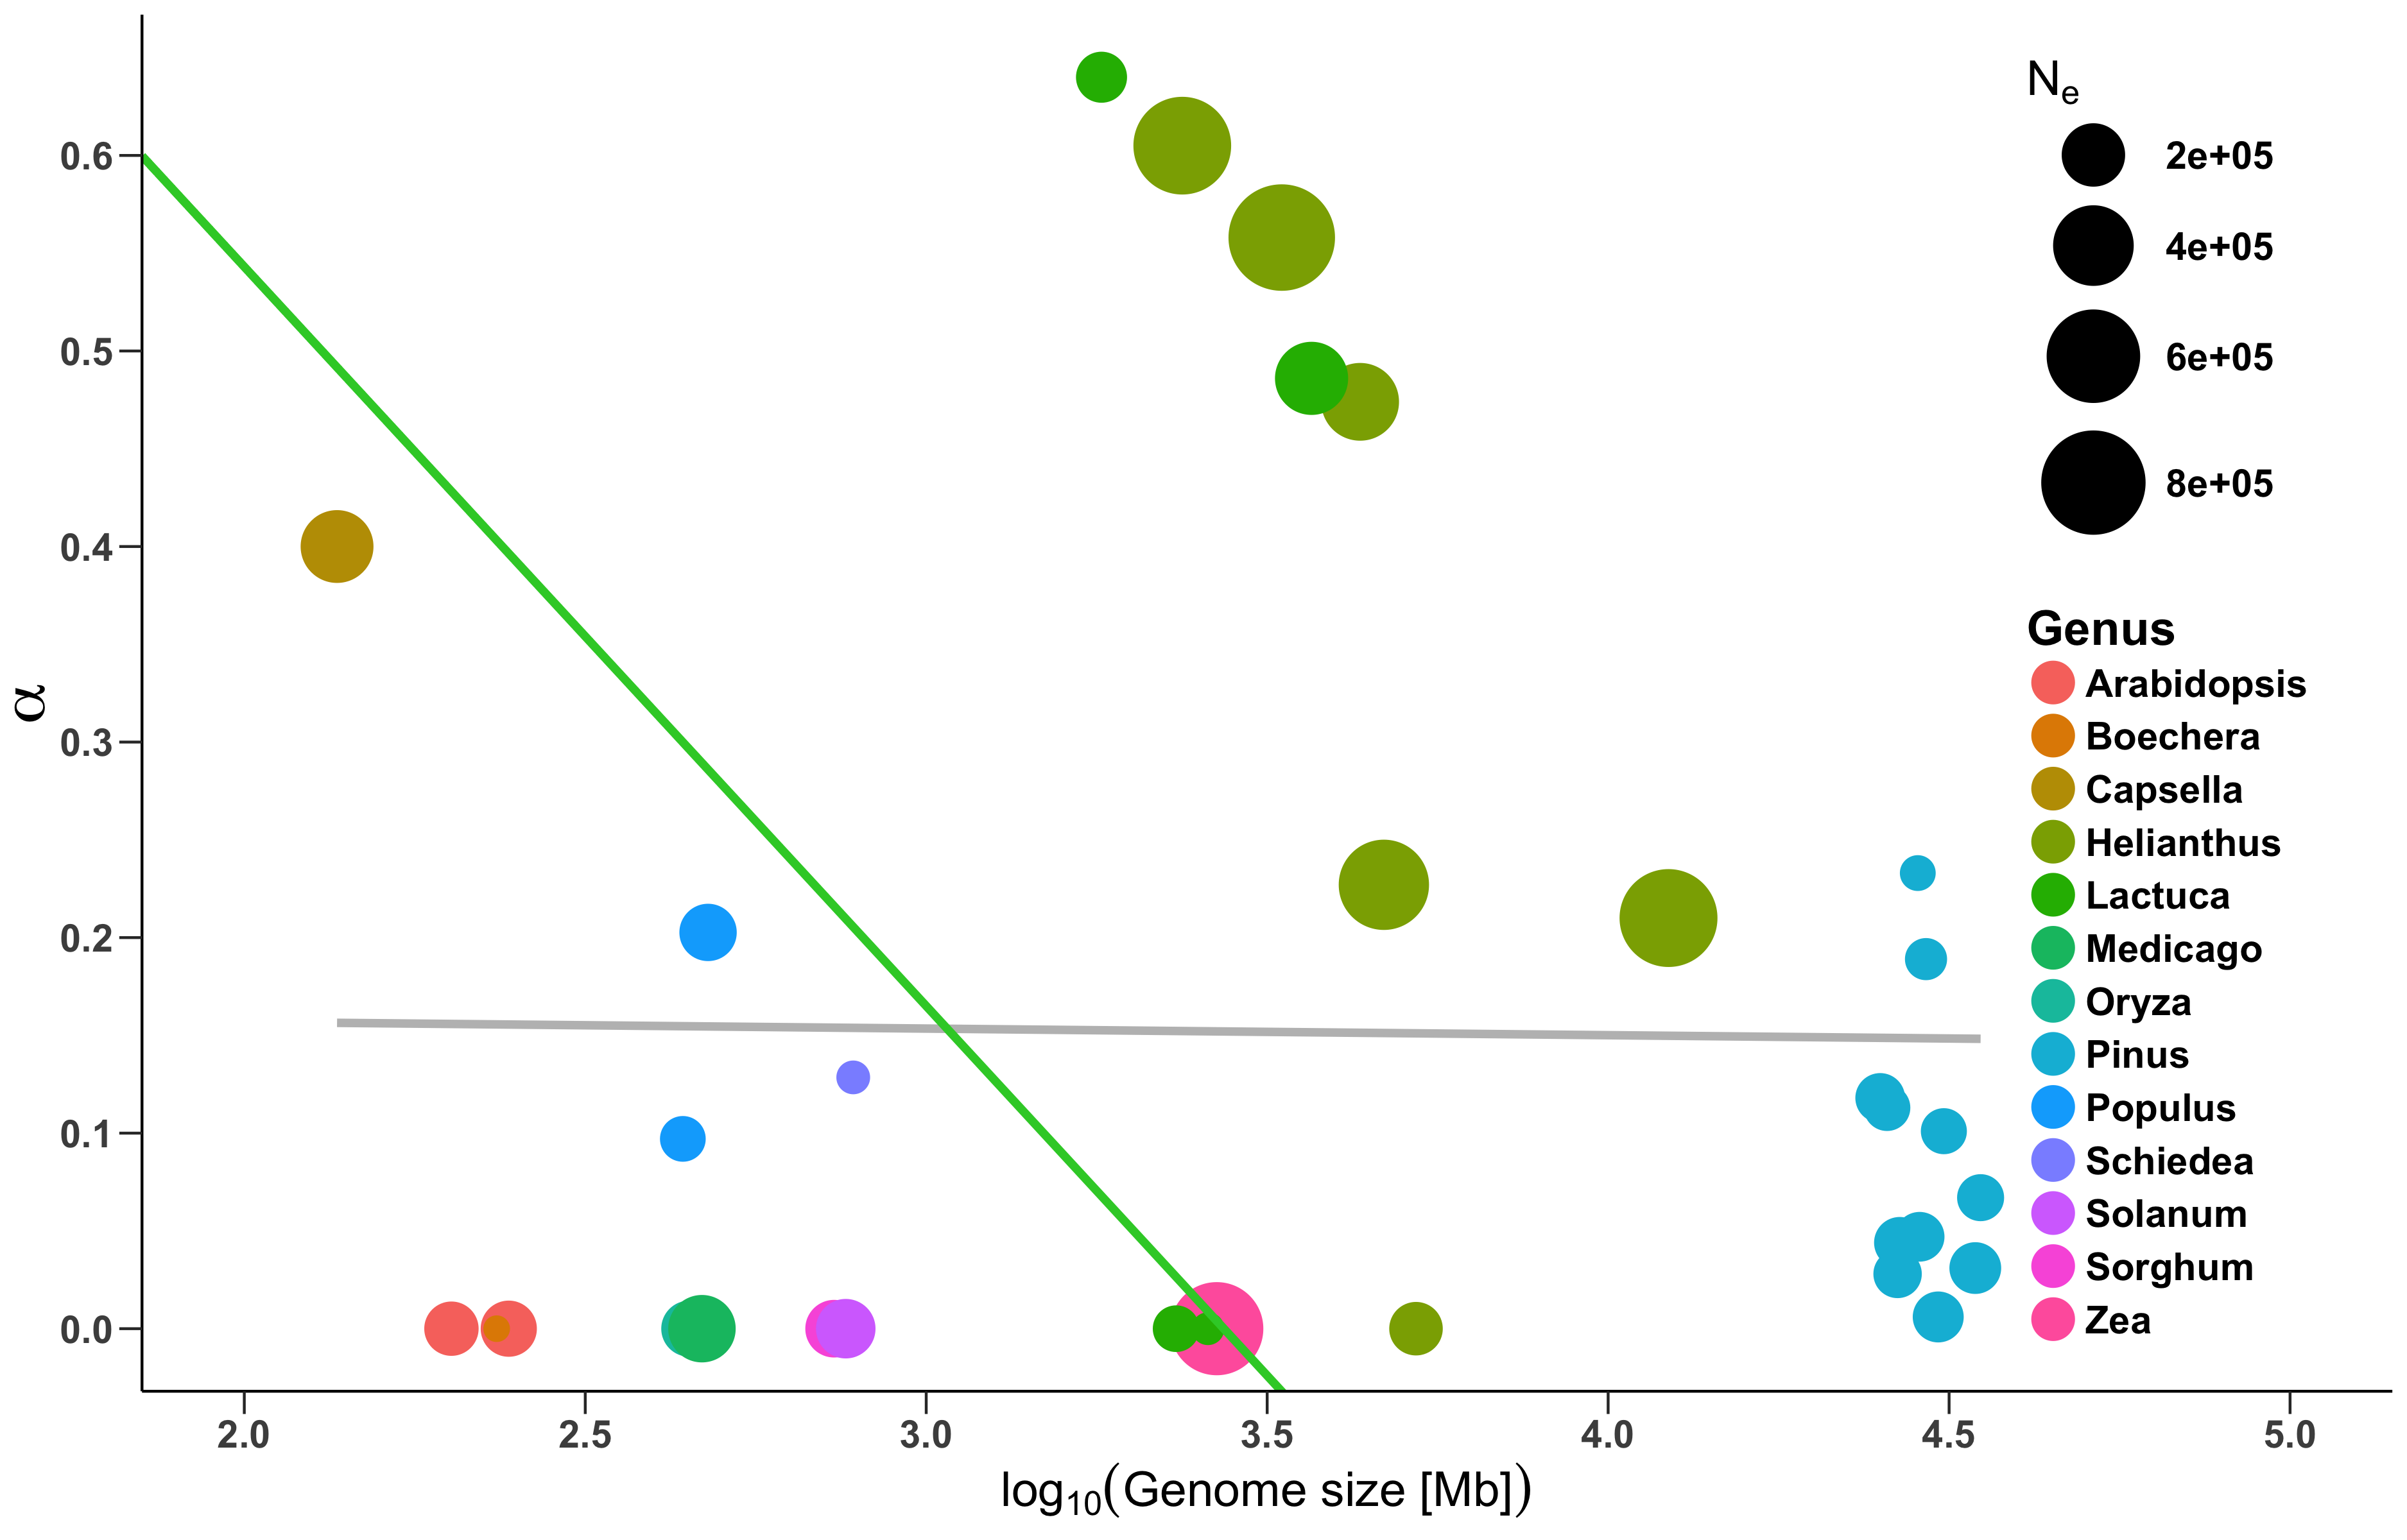 α
0.6
0.5
0.4
0.3
0.2
0.1
0.0
2.0 2.5 3.0 3.5 4.0 4.5 5.0
log₁₀(Genome size [Mb])
Nₑ
2e+05
4e+05
6e+05
8e+05
Genus
Arabidopsis
Boechera
Capsella
Helianthus
Lactuca
Medicago
Oryza
Pinus
Populus
Schiedea
Solanum
Sorghum
Zea